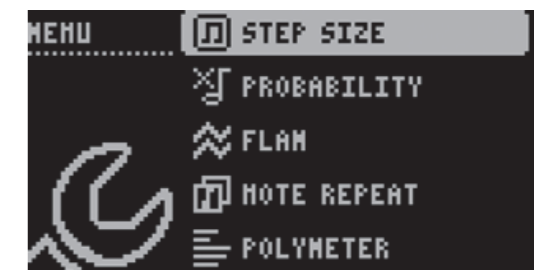 MENU
STEP SIZE
PROBABILITY
FLAM
NOTE REPEAT
POLYMETER